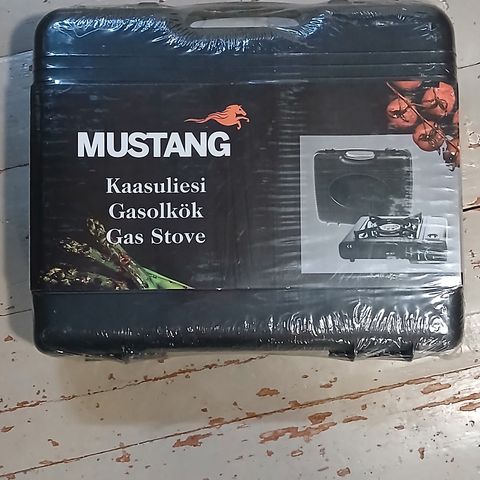 MUSTANG
Kaasuliesi
Gasolkök
Gas Stove